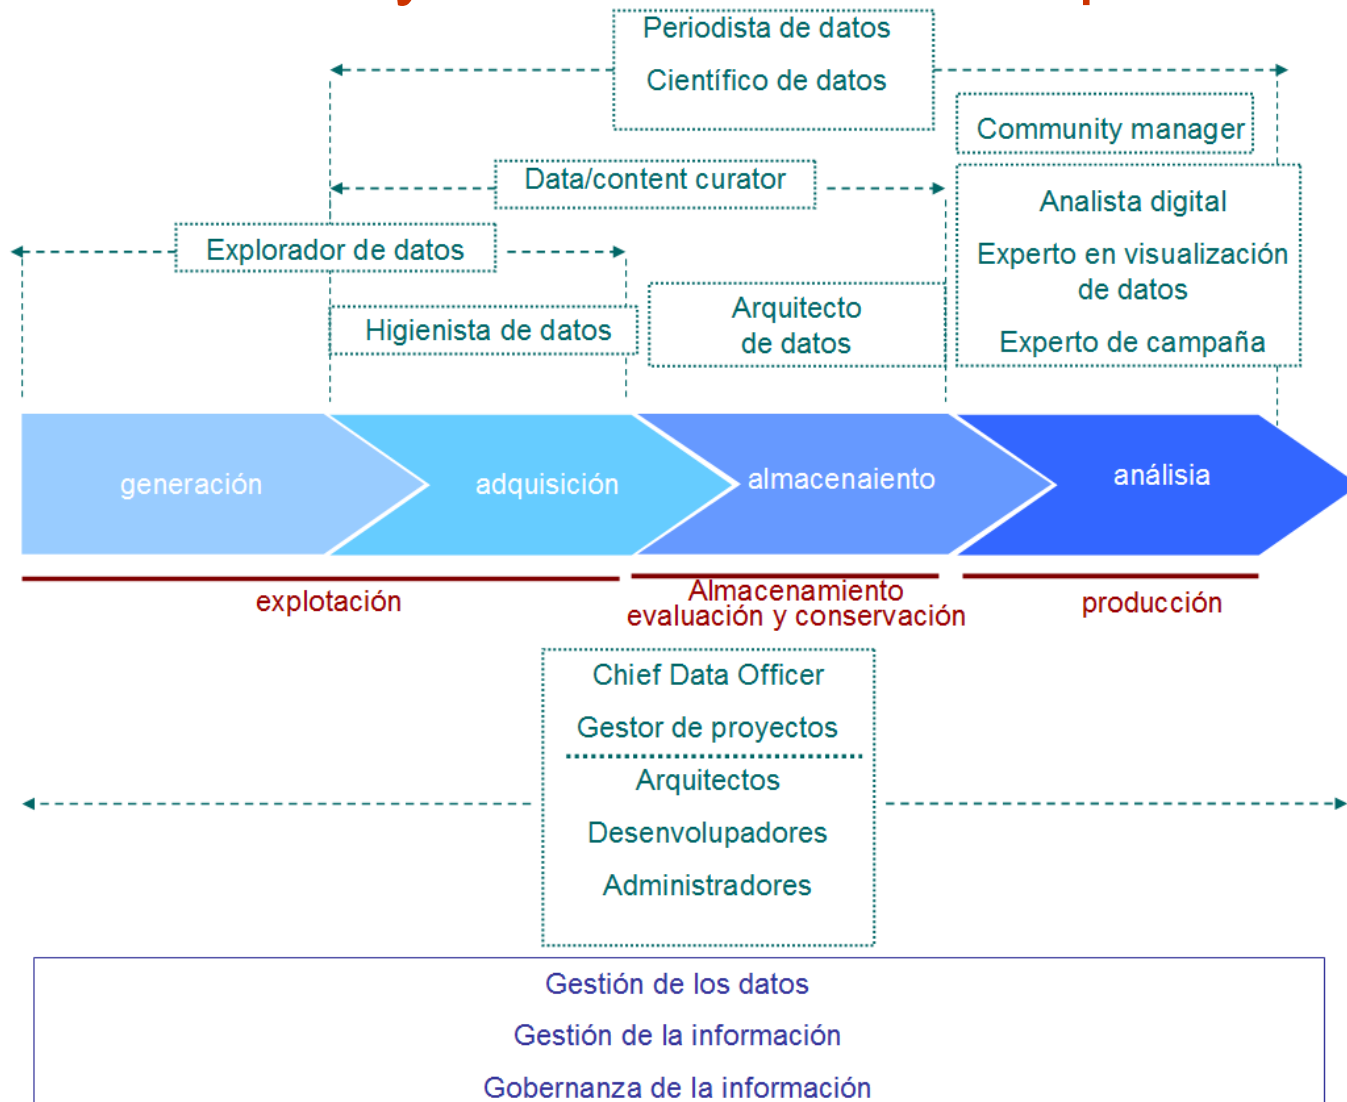 Periodista de datos
Científico de datos
Community manager
Data/content curator
Analista digital
Explorador de datos
Experto en visualización
de datos
Higienista de datos
Arquitecto
de datos
Experto de campaña
generación
adquisición
almacenaiento
análisia
explotación
Almacenamiento
evaluación y conservación
producción
Chief Data Officer
Gestor de proyectos
Arquitectos
Desenvolupadores
Administradores
Gestión de los datos
Gestión de la información
Gobernanza de la información